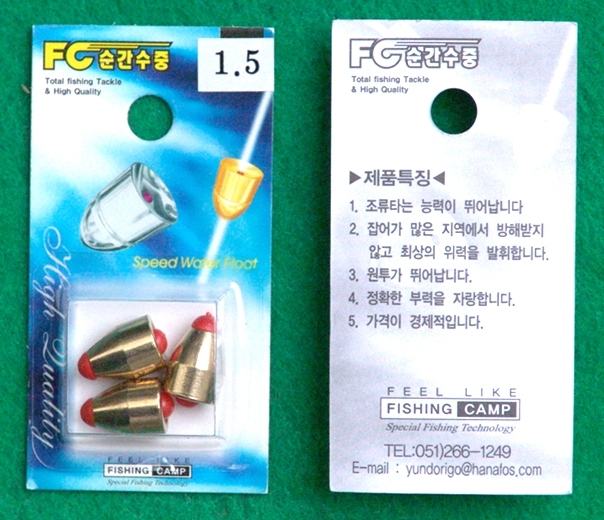 FC 순간수중
Total fishing Tackle
& High Quality
1.5
Speed Water Float
High Quality
FEEL LIKE
FISHING CAMP
Special Fishing Technology
FC 순간수중
Total fishing Tackle
& High Quality
▶제품특징◀
1. 조류타는 능력이 뛰어납니다
2. 잡어가 많은 지역에서 방해받지
않고 최상의 위력을 발휘합니다.
3. 원투가 뛰어납니다.
4. 정확한 부력을 자랑합니다.
5. 가격이 경제적입니다.
FEEL LIKE
FISHING CAMP
Special Fishing Technology
TEL:051)266-1249
E-mail : yundorigo@hanafos.com